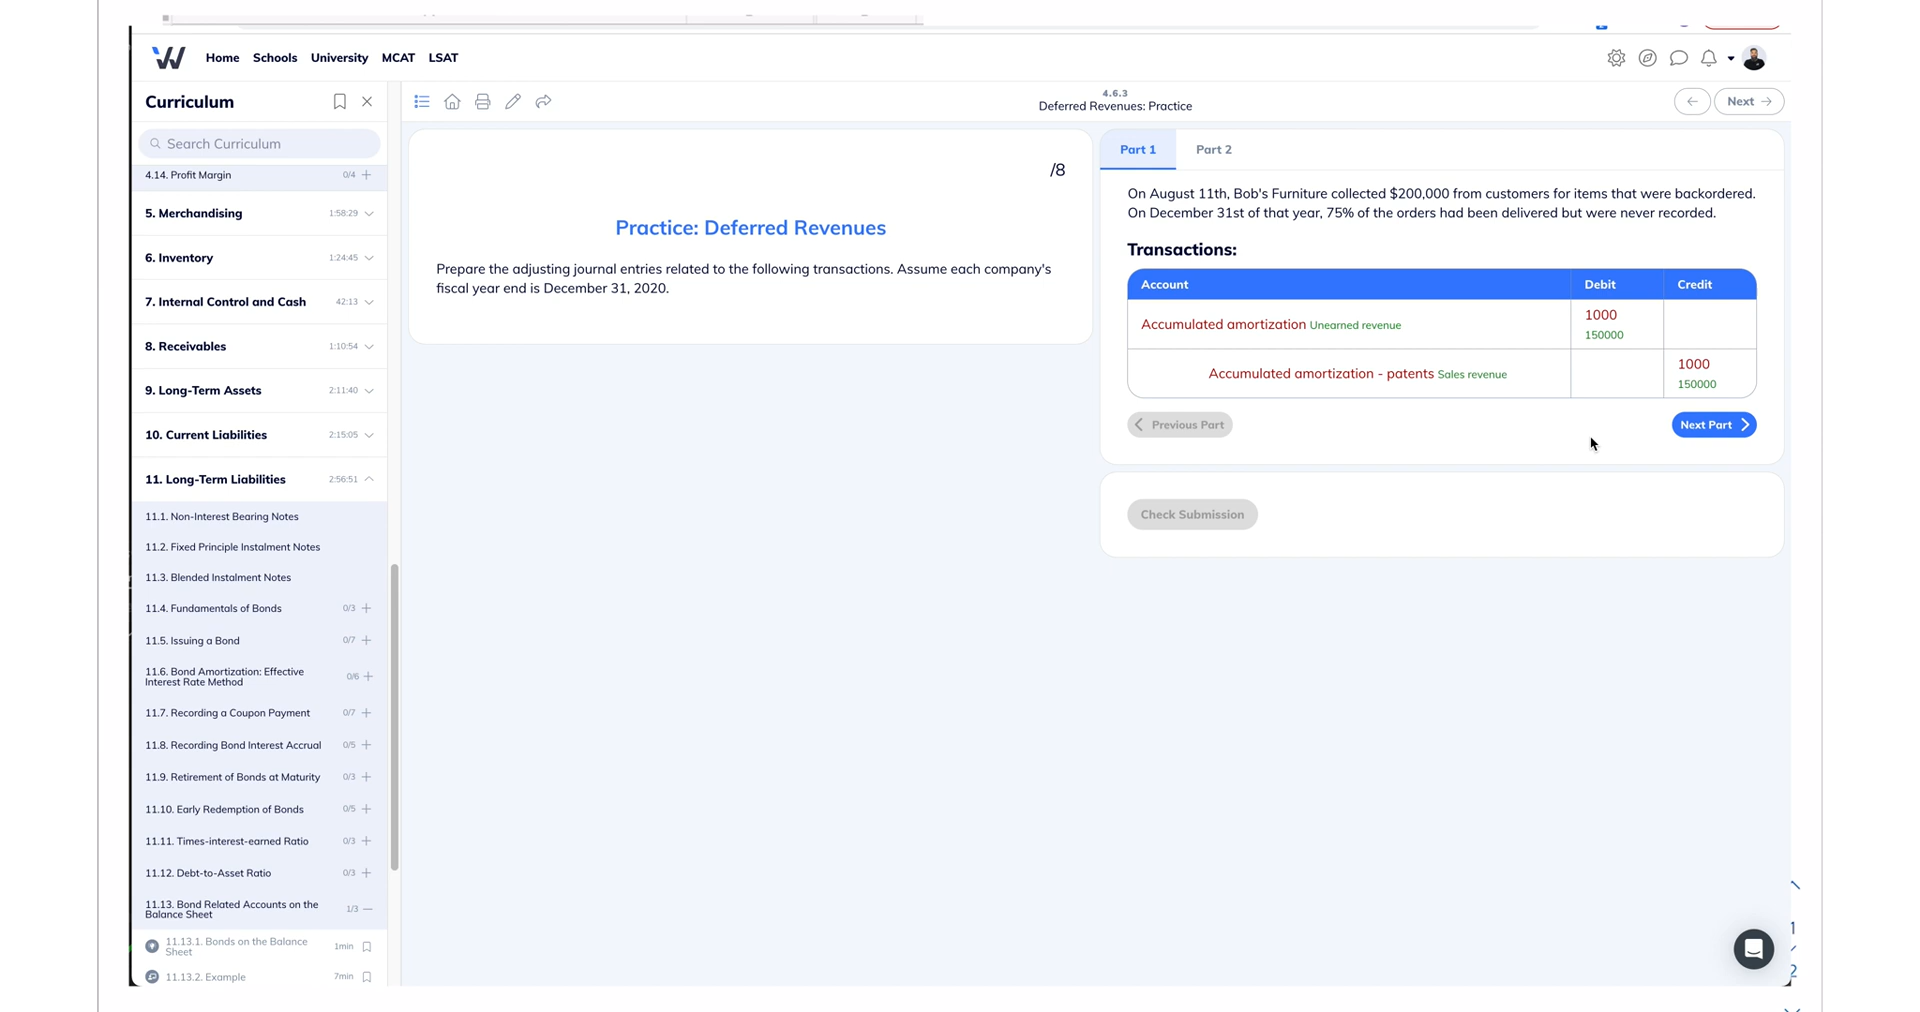 Home Schools University MCAT LSAT
Curriculum
Search Curriculum
4.14. Profit Margin 0/4
5. Merchandising 1:58:29
6. Inventory 1:24:45
7. Internal Control and Cash 42:13
8. Receivables 1:10:54
9. Long-Term Assets 2:11:40
10. Current Liabilities 2:15:05
11. Long-Term Liabilities 2:56:51
11.1. Non-Interest Bearing Notes
11.2. Fixed Principle Instalment Notes
11.3. Blended Instalment Notes
11.4. Fundamentals of Bonds 0/3
11.5. Issuing a Bond 0/7
11.6. Bond Amortization: Effective
Interest Rate Method 0/6
11.7. Recording a Coupon Payment 0/7
11.8. Recording Bond Interest Accrual 0/5
11.9. Retirement of Bonds at Maturity 0/3
11.10. Early Redemption of Bonds 0/5
11.11. Times-interest-earned Ratio 0/3
11.12. Debt-to-Asset Ratio 0/3
11.13. Bond Related Accounts on the
Balance Sheet 1/3
11.13.1. Bonds on the Balance
Sheet 1min
11.13.2. Example 7min
4.6.3
Deferred Revenues: Practice
Next
/8
Practice: Deferred Revenues
Prepare the adjusting journal entries related to the following transactions. Assume each company's
fiscal year end is December 31, 2020.
Part 1 Part 2
On August 11th, Bob's Furniture collected $200,000 from customers for items that were backordered.
On December 31st of that year, 75% of the orders had been delivered but were never recorded.
Transactions:
Account Debit Credit
Accumulated amortization Unearned revenue 1000
150000
Accumulated amortization - patents Sales revenue 1000
150000
Previous Part Next Part
Check Submission
1
2